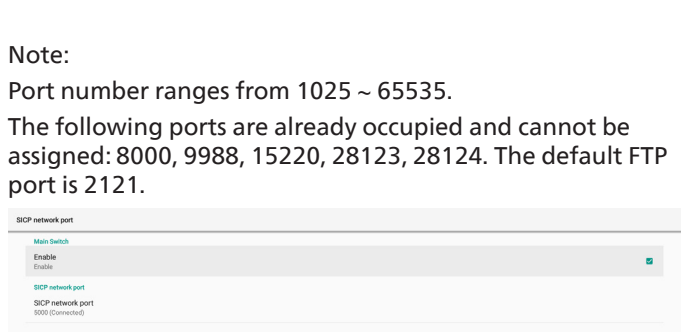 Note:
Port number ranges from 1025 ~ 65535.
The following ports are already occupied and cannot be
assigned: 8000, 9988, 15220, 28123, 28124. The default FTP
port is 2121.
SICP network port
Main Switch
Enable
Enable
SICP network port
SICP network port
5000 (Connected)